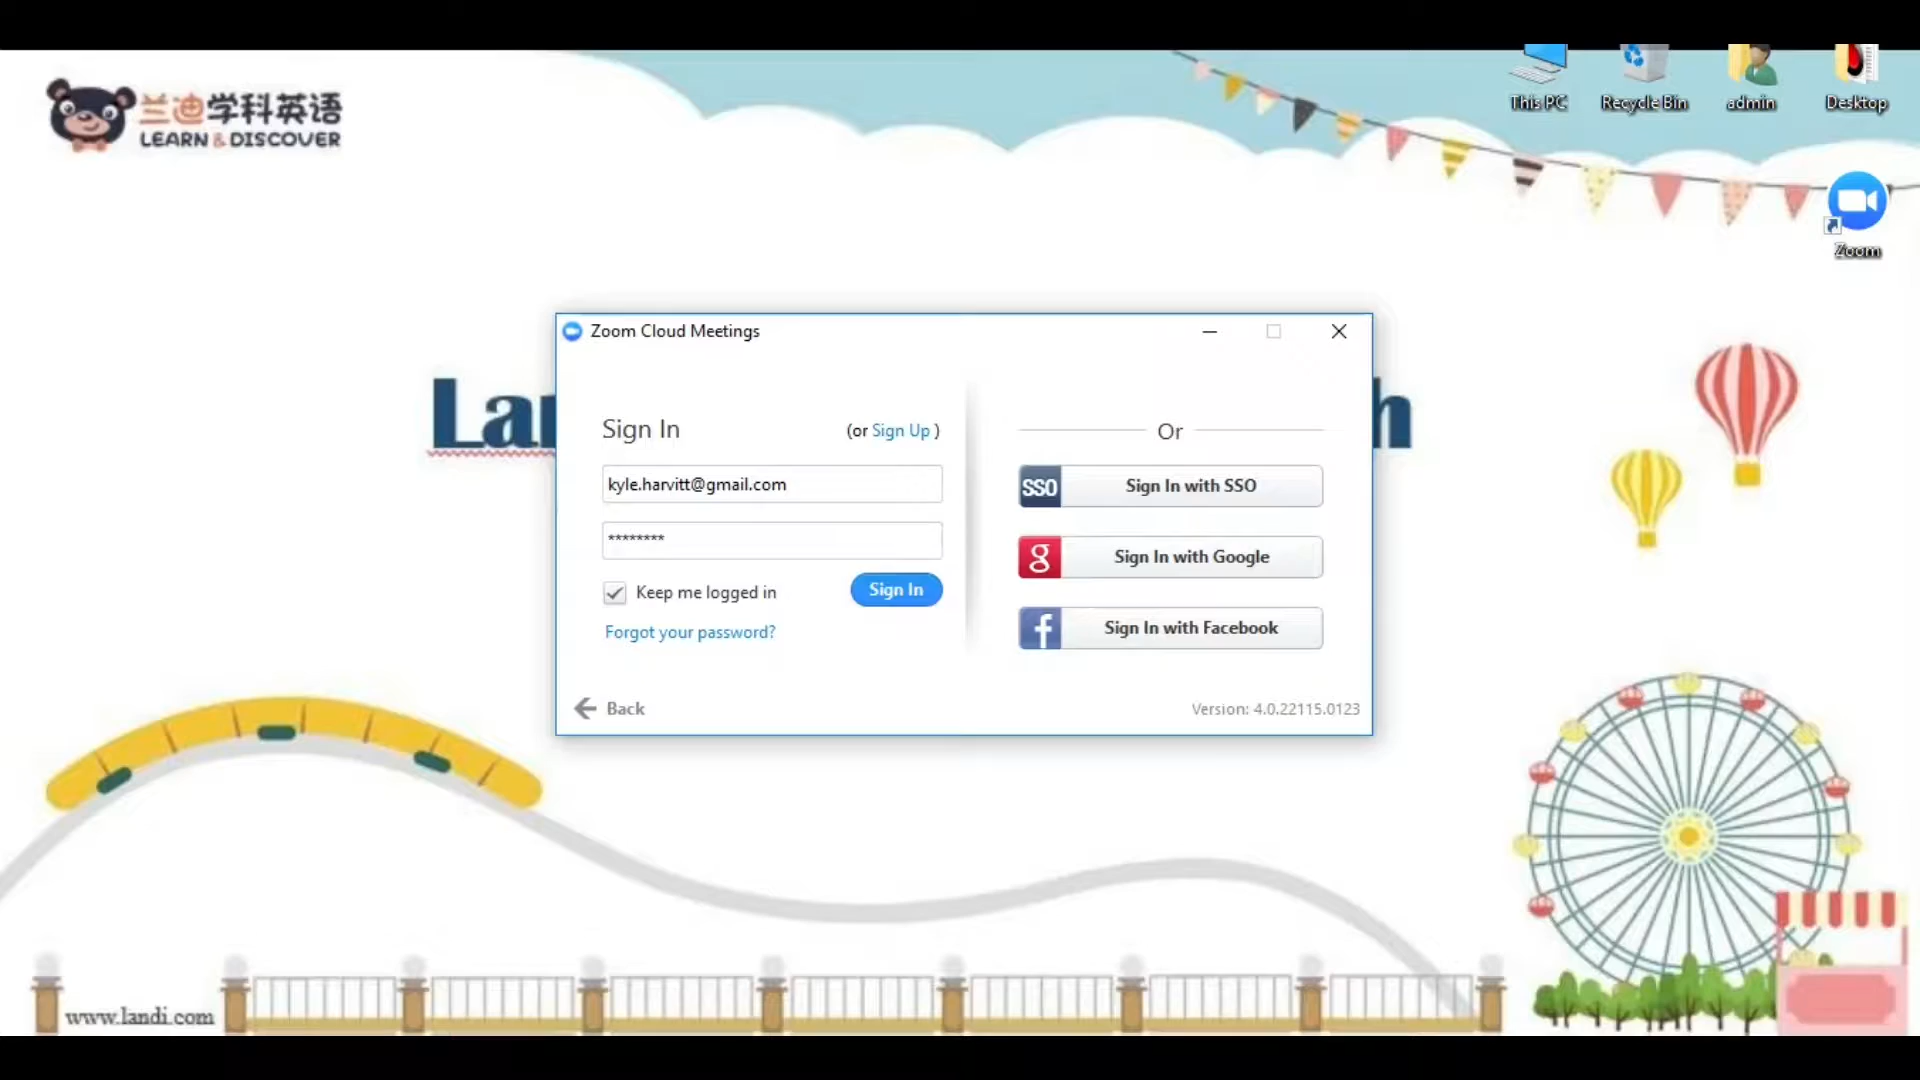 兰迪学科英语
LEARN & DISCOVER
This PC
Recycle Bin
admin
Desktop
Zoom
Zoom Cloud Meetings
Sign In
(or Sign Up )
kyle.harvitt@gmail.com
********
Keep me logged in
Sign In
Forgot your password?
Or
SSO
Sign In with SSO
g
Sign In with Google
f
Sign In with Facebook
Back
Version: 4.0.22115.0123
www.landi.com